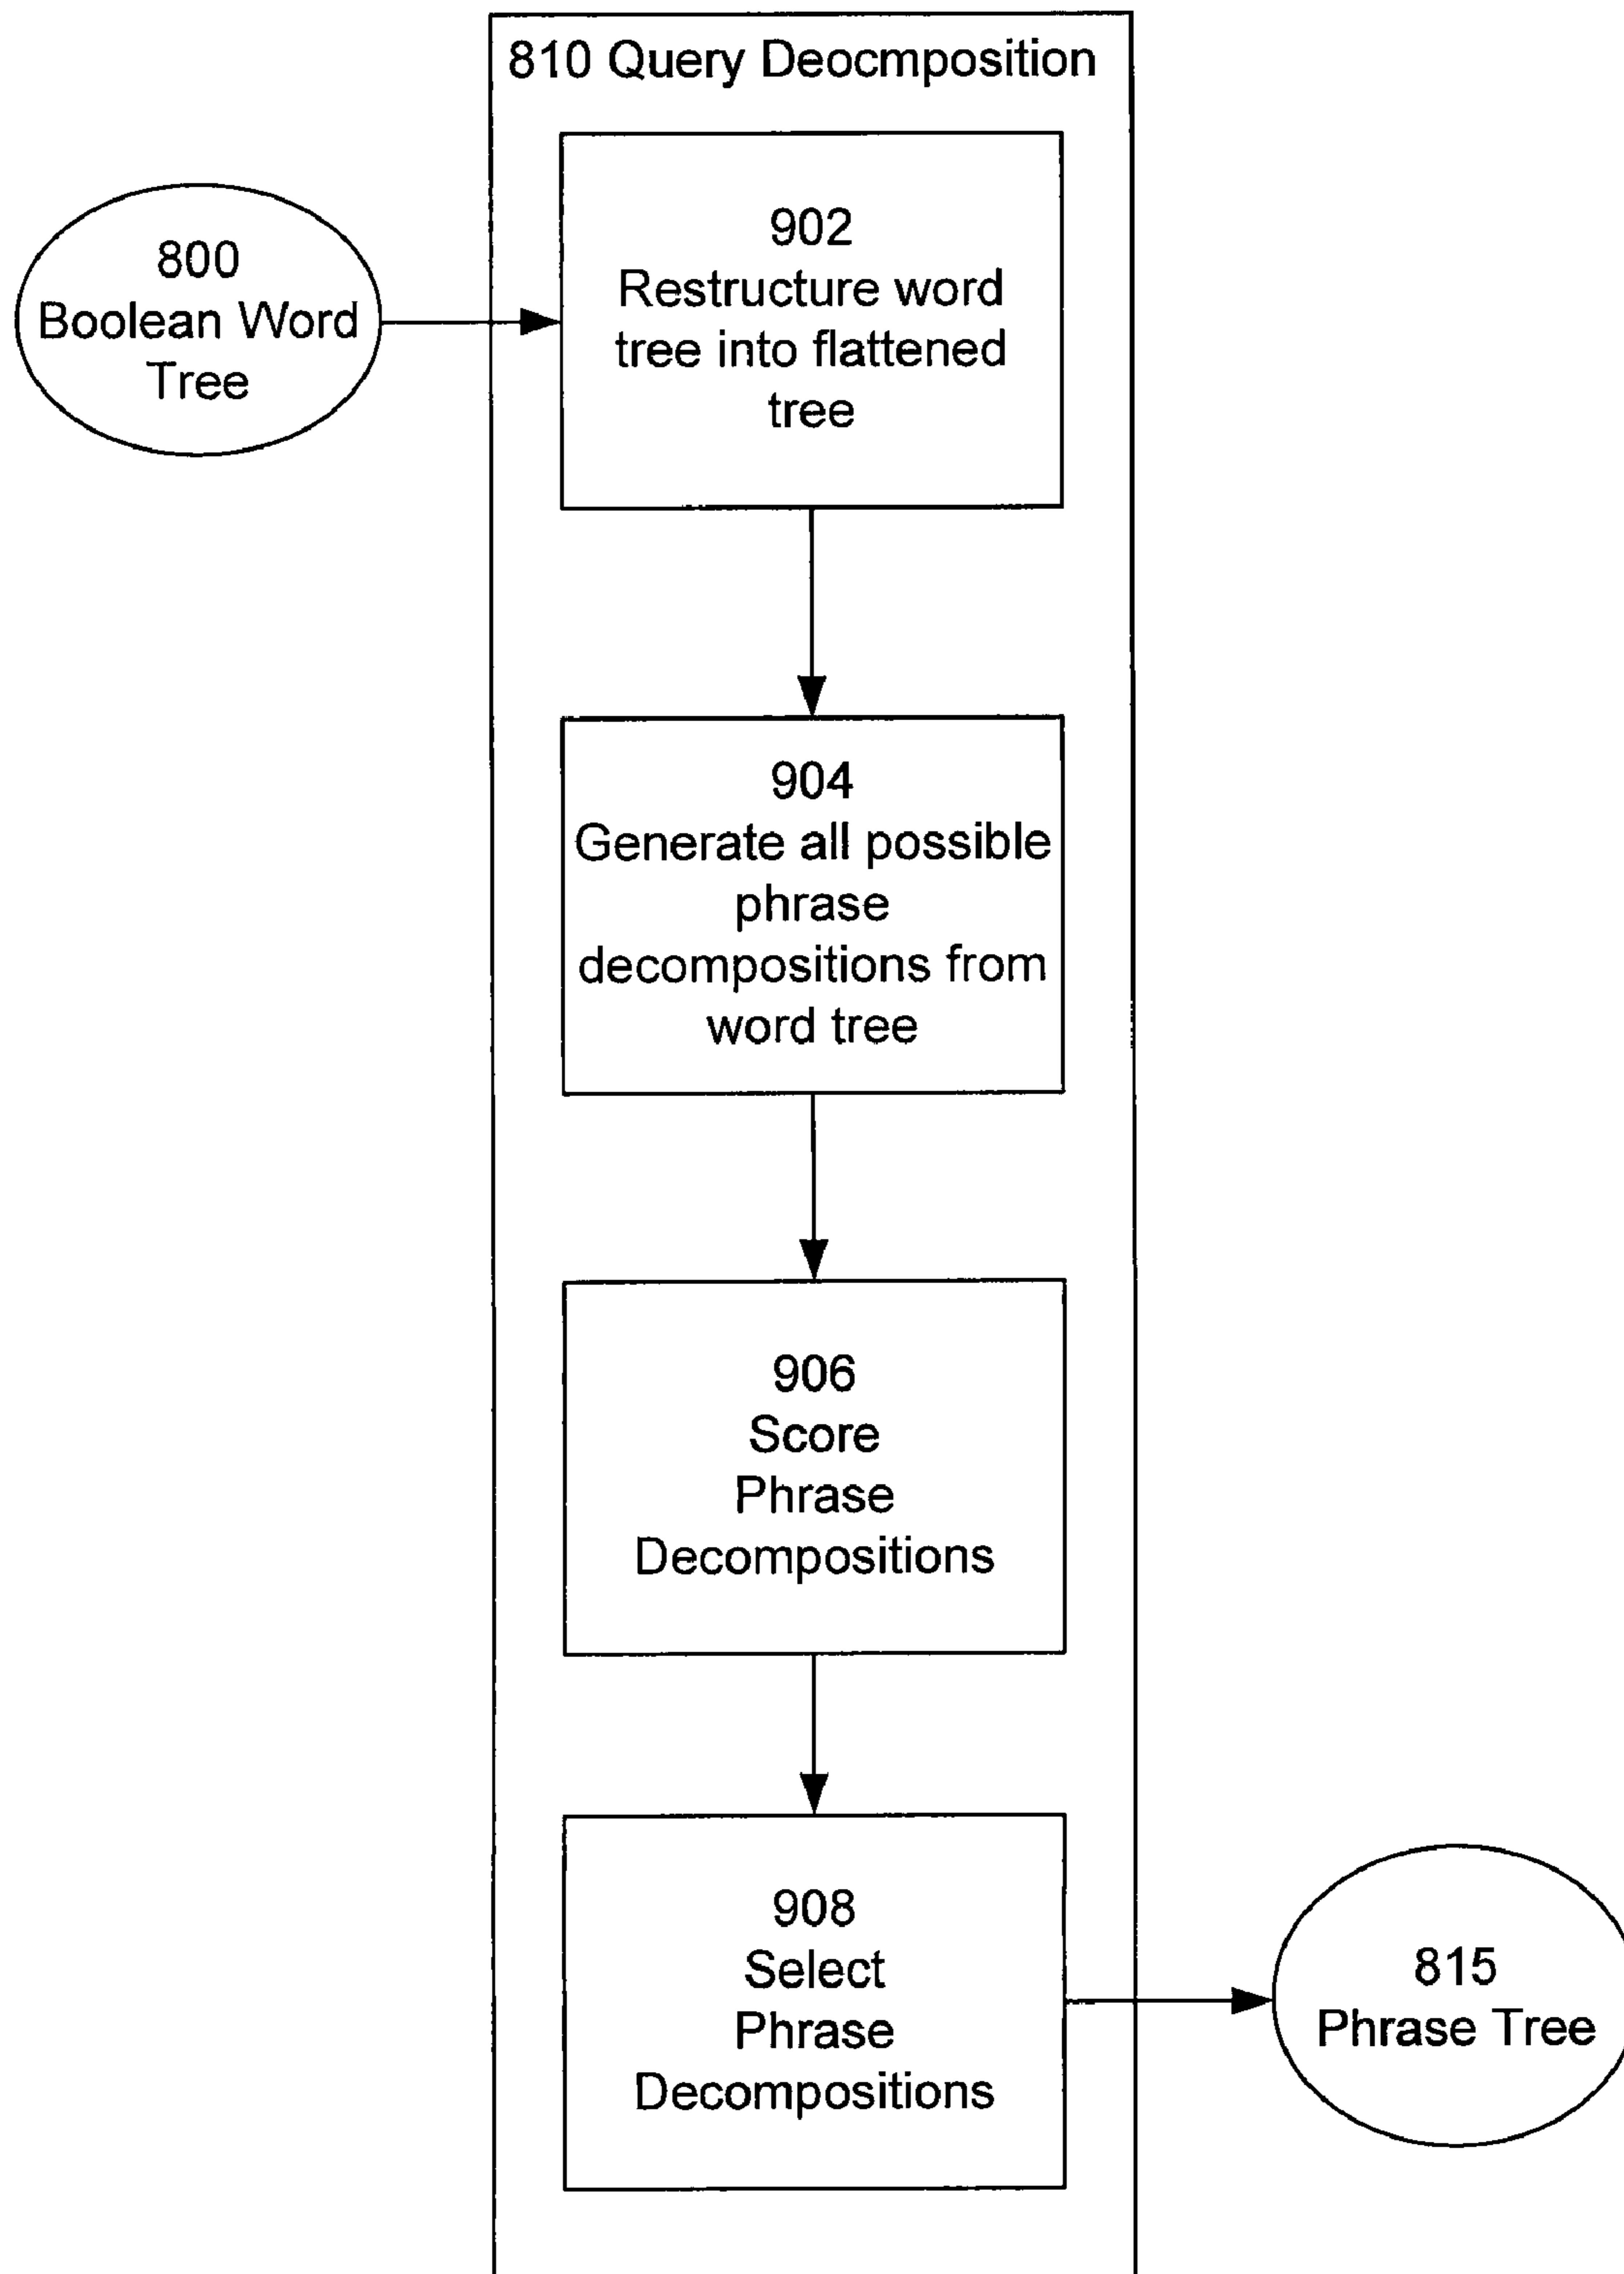 810 Query Deocmposition
800
Boolean Word
Tree
902
Restructure word
tree into flattened
tree
904
Generate all possible
phrase
decompositions from
word tree
906
Score
Phrase
Decompositions
908
Select
Phrase
Decompositions
815
Phrase Tree